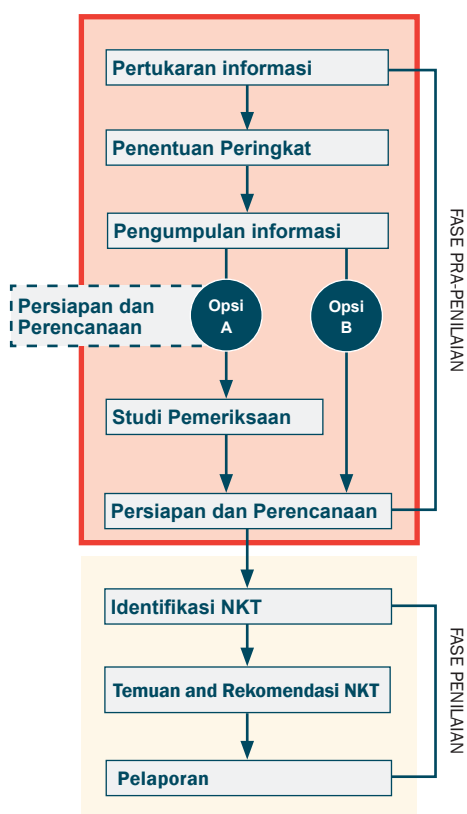 Pertukaran informasi
Penentuan Peringkat
Pengumpulan informasi
Persiapan dan
Perencanaan
Opsi
A
Opsi
B
Studi Pemeriksaan
Persiapan dan Perencanaan
FASE PRA-PENILAIAN
Identifikasi NKT
Temuan and Rekomendasi NKT
Pelaporan
FASE PENILAIAN